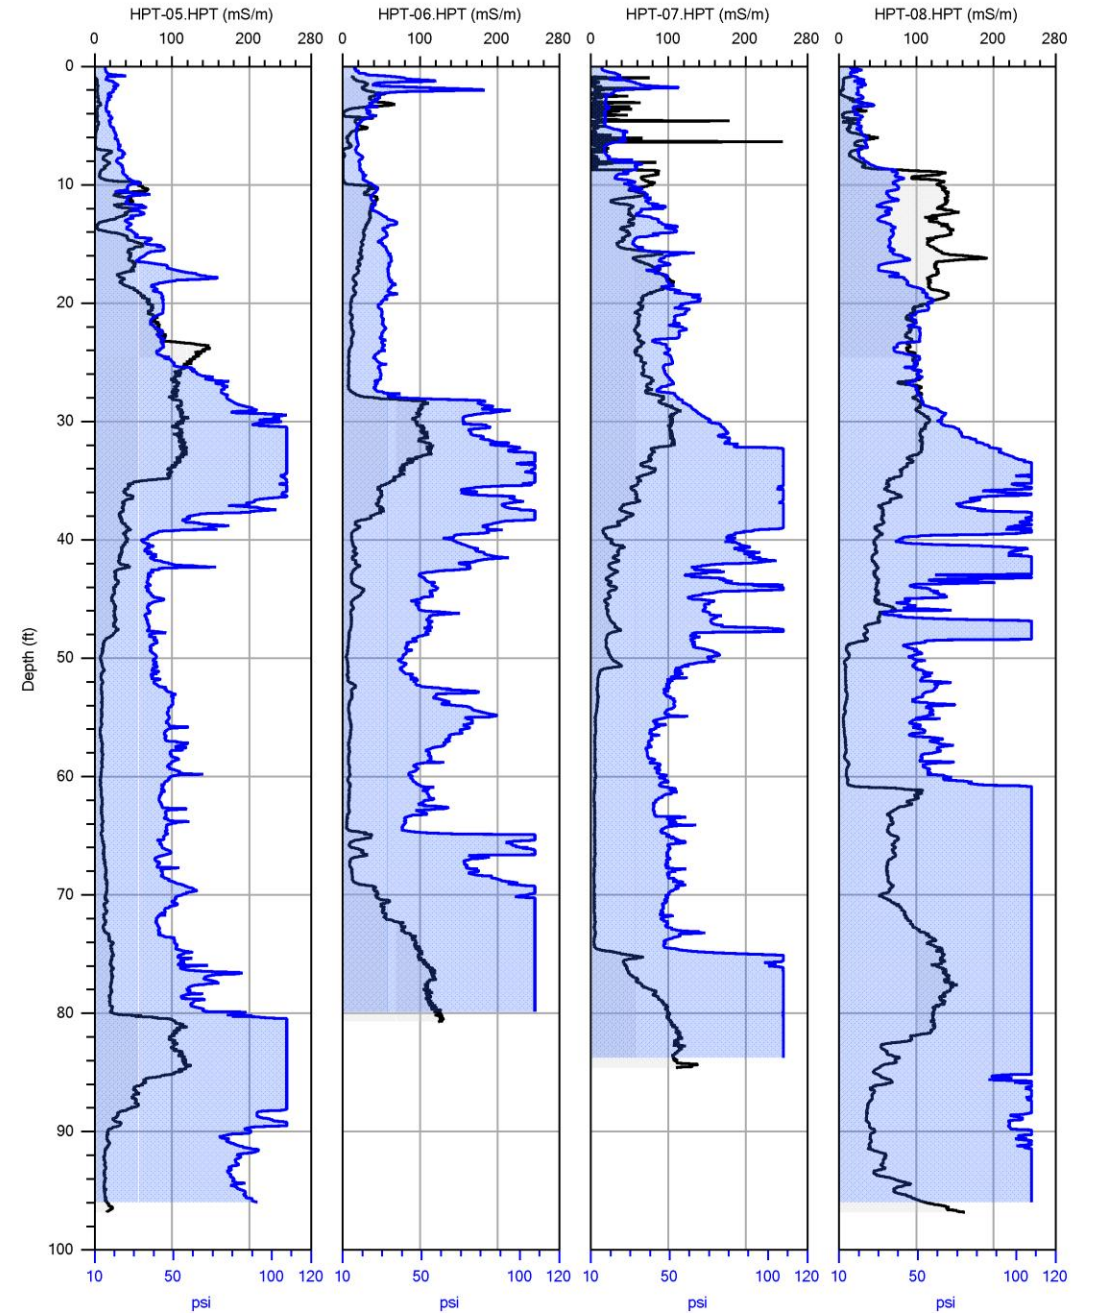 HPT-05.HPT (mS/m) HPT-06.HPT (mS/m) HPT-07.HPT (mS/m) HPT-08.HPT (mS/m)
0 100 200 280 0 100 200 280 0 100 200 280 0 100 200 280
0
10
20
30
40
Depth (ft)
50
60
70
80
90
100
10 50 100 120 10 50 100 120 10 50 100 120 10 50 100 120
psi psi psi psi